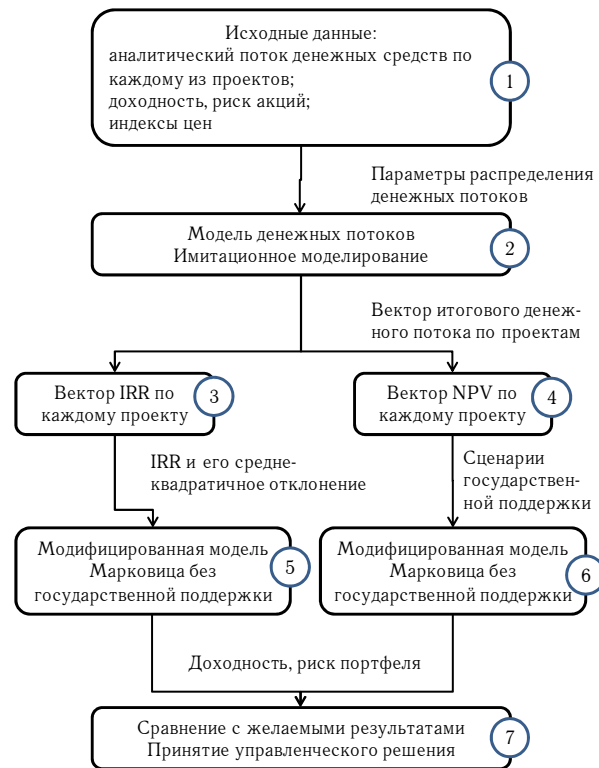 Исходные данные:
аналитический поток денежных средств по
каждому из проектов;
доходность, риск акций;
индексы цен
1
Параметры распределения
денежных потоков
Модель денежных потоков
Имитационное моделирование
2
Вектор итогового денеж-
ного потока по проектам
Вектор IRR по
каждому проекту
3
Вектор NPV по
каждому проекту
4
IRR и его средне-
квадратичное отклонение
Сценарии
государствен-
ной поддержки
Модифицированная модель
Марковица без
государственной поддержки
5
Модифицированная модель
Марковица без
государственной поддержки
6
Доходность, риск портфеля
Сравнение с желаемыми результатами
Принятие управленческого решения
7